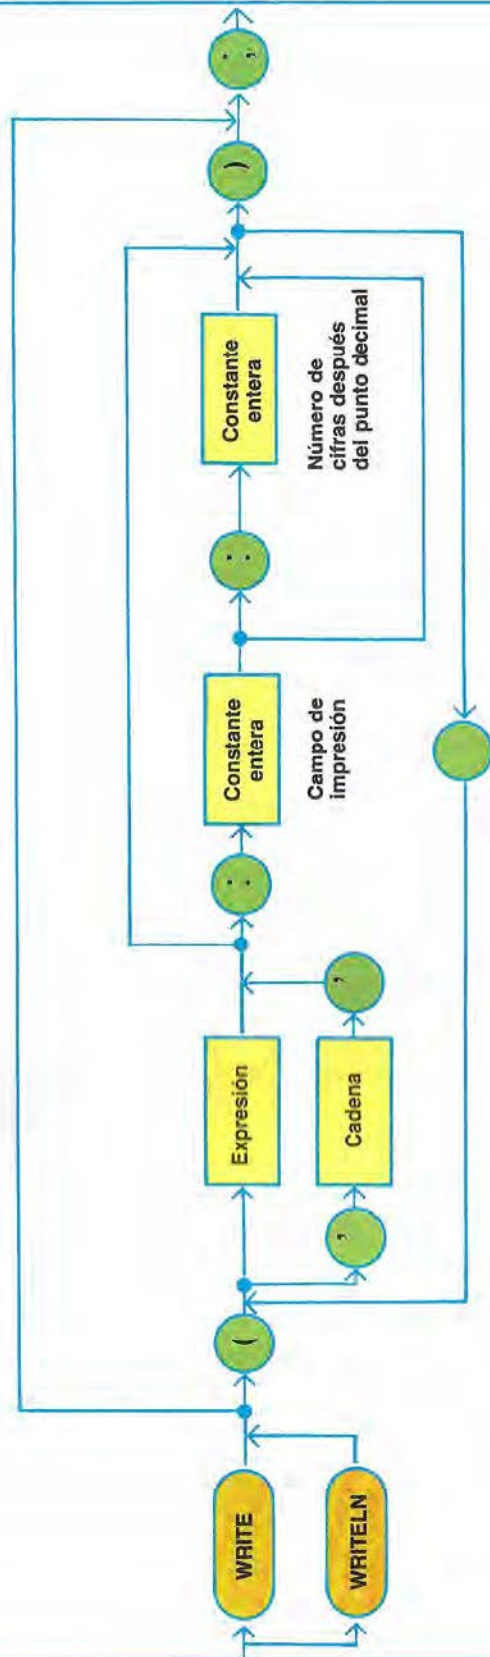 WRITE
WRITELN
(
'
Expresión
Cadena
'
:
Constante
entera
Campo de
impresión
:
Constante
entera
Número de
cifras después
del punto decimal
)
;